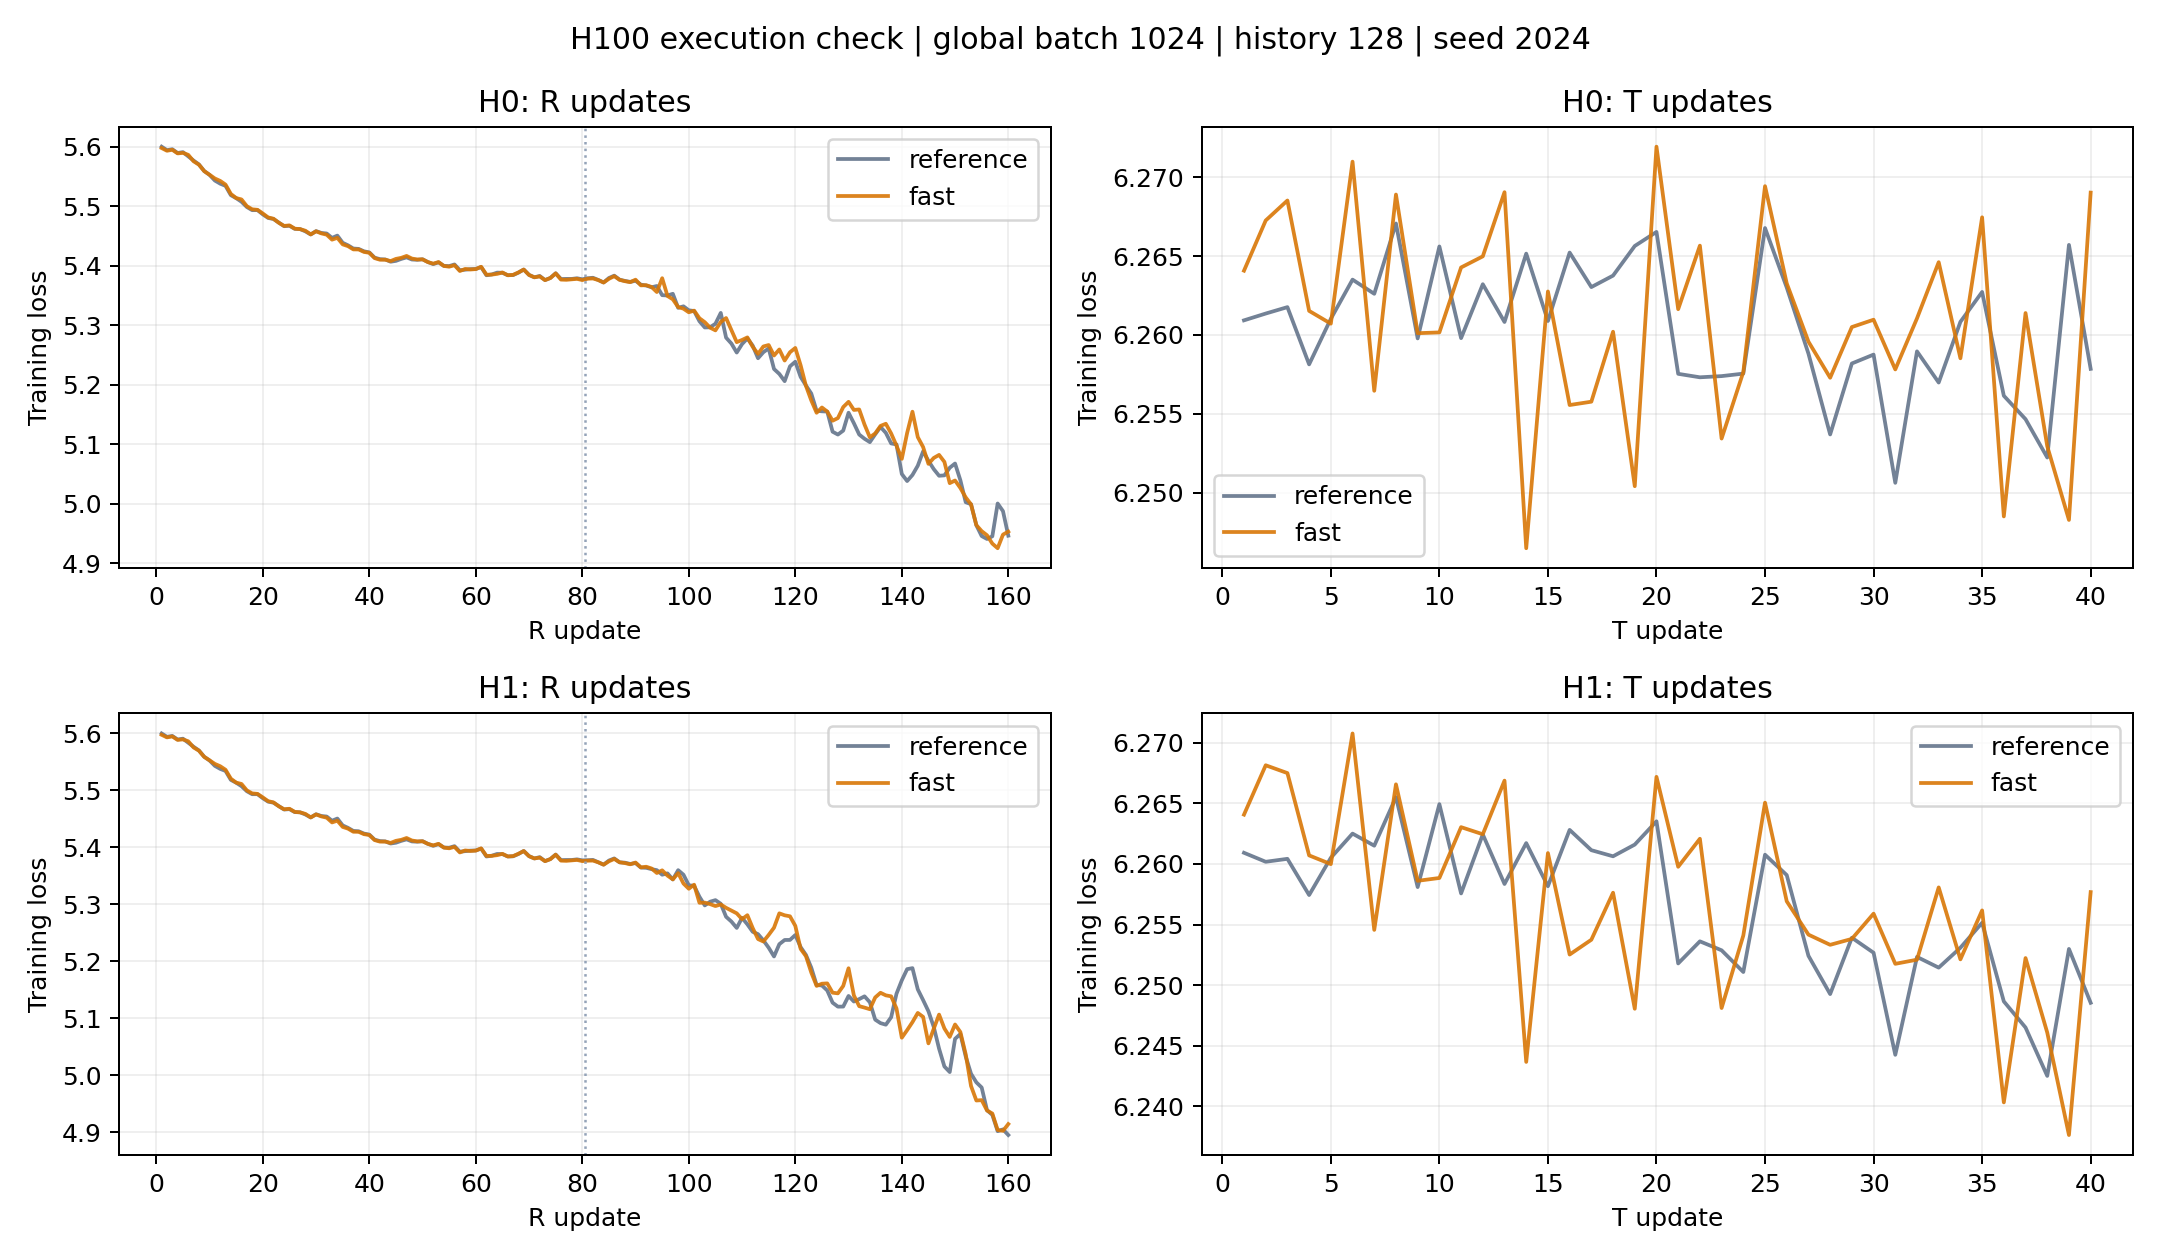 H100 execution check | global batch 1024 | history 128 | seed 2024
H0: R updates
Training loss
5.6
5.5
5.4
5.3
5.2
5.1
5.0
4.9
reference
fast
0 20 40 60 80 100 120 140 160
R update
H0: T updates
Training loss
6.270
6.265
6.260
6.255
6.250
reference
fast
0 5 10 15 20 25 30 35 40
T update
H1: R updates
Training loss
5.6
5.5
5.4
5.3
5.2
5.1
5.0
4.9
reference
fast
0 20 40 60 80 100 120 140 160
R update
H1: T updates
Training loss
6.270
6.265
6.260
6.255
6.250
6.245
6.240
reference
fast
0 5 10 15 20 25 30 35 40
T update